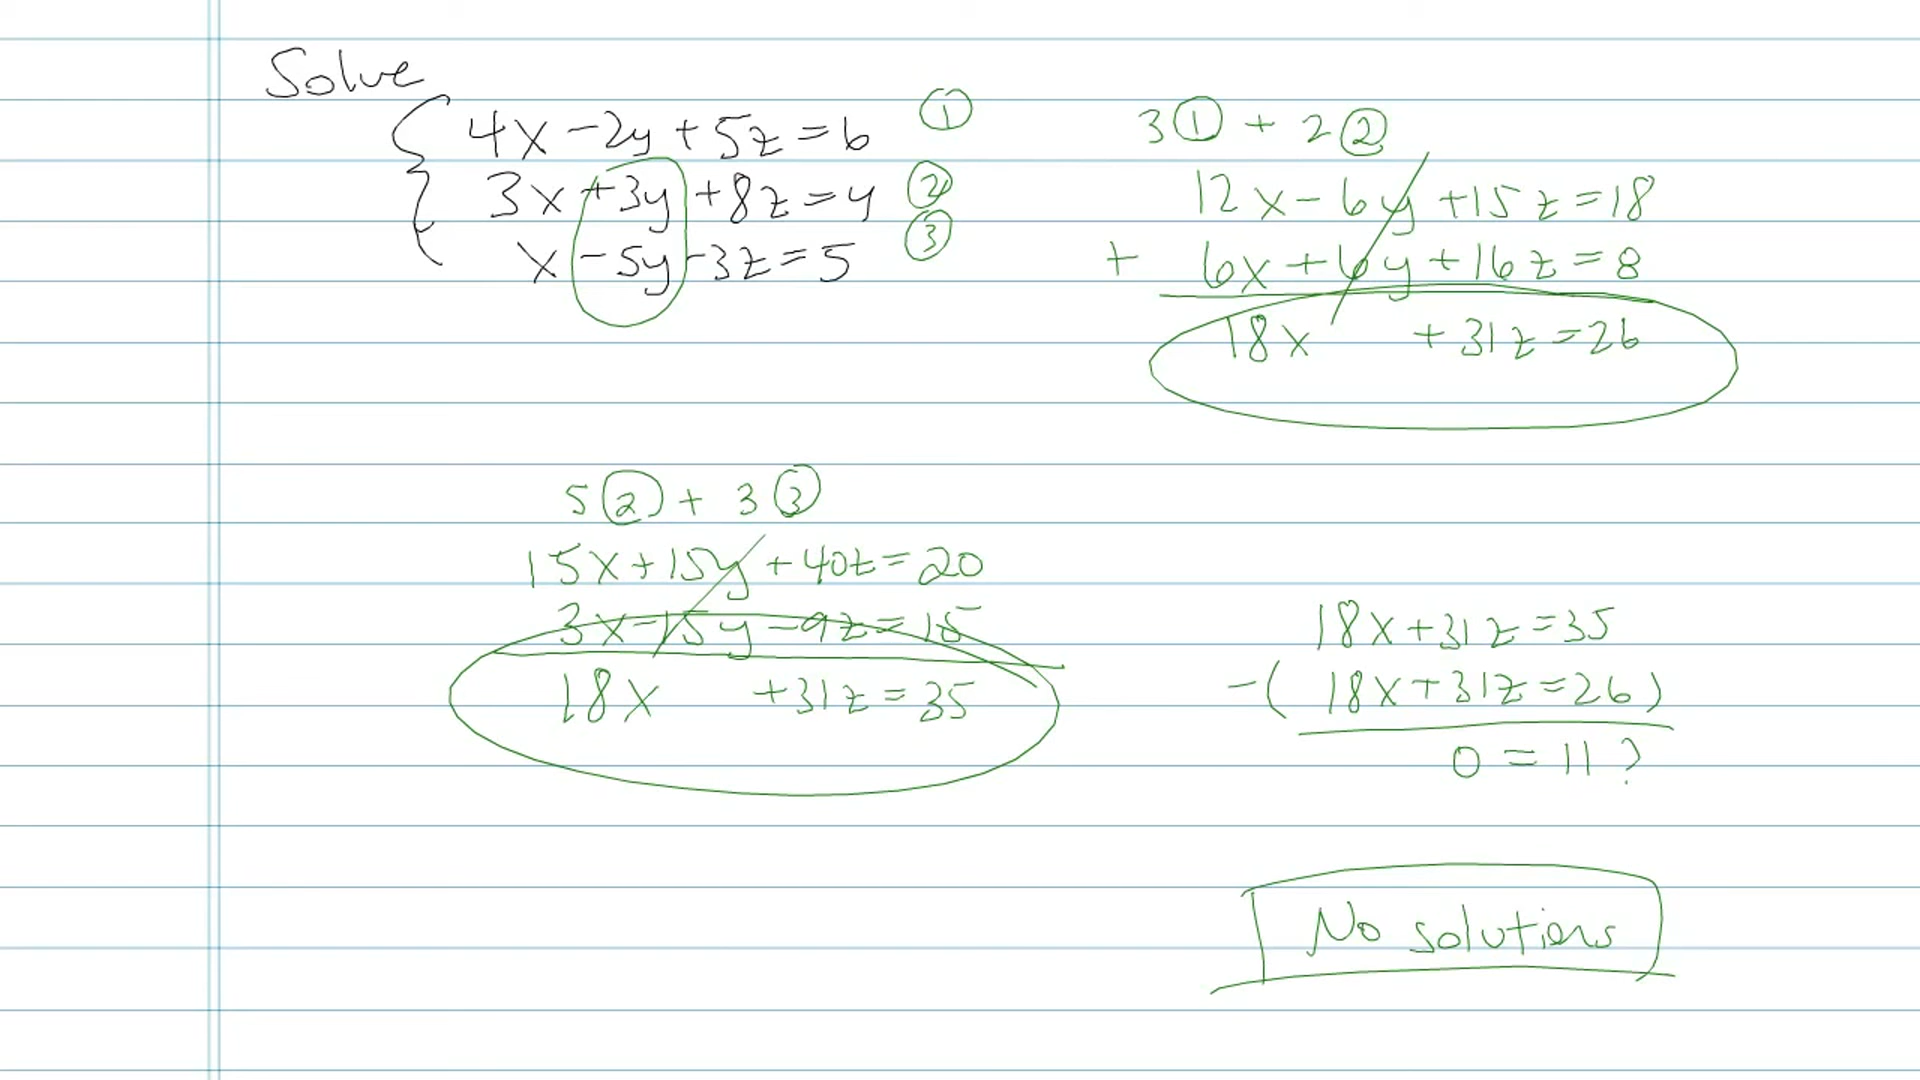 Solve
4x - 2y + 5z = 6 ①
3x + 3y + 8z = 4 ②
x - 5y - 3z = 5 ③
3① + 2②
12x - 6y + 15z = 18
+ 6x + 6y + 16z = 8
18x + 31z = 26
5② + 3③
15x + 15y + 40z = 20
3x - 15y - 9z = 15
18x + 31z = 35
18x + 31z = 35
-( 18x + 31z = 26 )
0 = 11 ?
No solutions